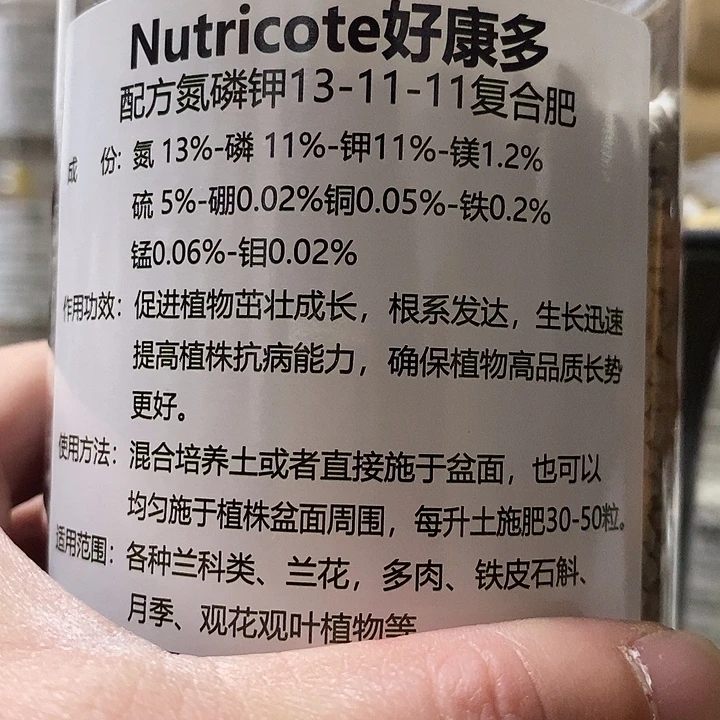 Nutricote好康多
配方氮磷钾13-11-11复合肥
成 份：氮 13%-磷 11%-钾11%-镁1.2%
硫 5%-硼0.02%铜0.05%-铁0.2%
锰0.06%-钼0.02%
作用功效：促进植物茁壮成长，根系发达，生长迅速
提高植株抗病能力，确保植物高品质长势
更好。
使用方法：混合培养土或者直接施于盆面，也可以
均匀施于植株盆面周围，每升土施肥30-50粒。
适用范围：各种兰科类、兰花，多肉、铁皮石斛、
月季、观花观叶植物等